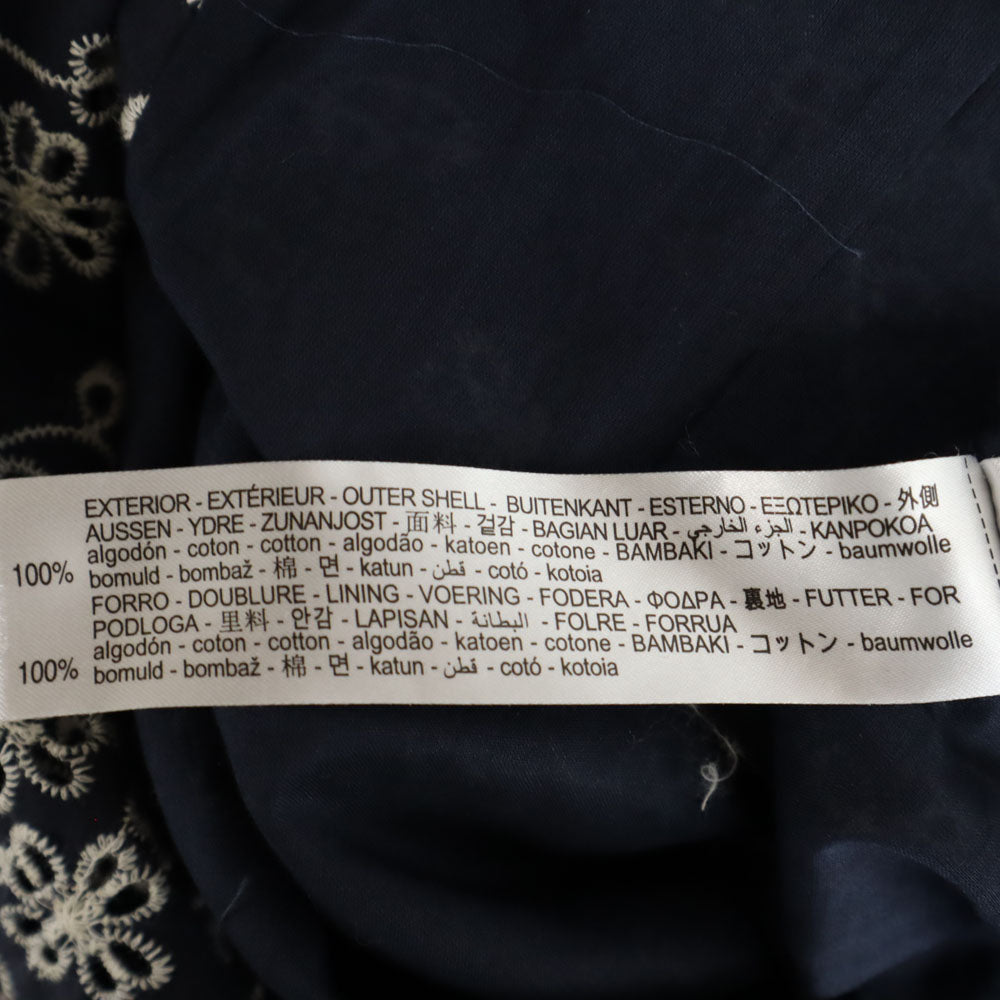 EXTERIOR - EXTÉRIEUR - OUTER SHELL - BUITENKANT - ESTERNO - ΕΞΩΤΕΡΙΚΟ - 外側
AUSSEN - YDRE - ZUNANJOST - 面料 - 겉감 - BAGIAN LUAR - الجزء الخارجي - KANPOKOA
100% algodón - coton - cotton - algodão - katoen - cotone - BAMBAKI - コットン - baumwolle
bomuld - bombaž - 棉 - 면 - katun - قطن - cotó - kotoia
FORRO - DOUBLURE - LINING - VOERING - FODERA - ΦΟΔΡΑ - 裏地 - FUTTER - FOR
PODLOGA - 里料 - 안감 - LAPISAN - البطانة - FOLRE - FORRUA
100% algodón - coton - cotton - algodão - katoen - cotone - BAMBAKI - コットン - baumwolle
bomuld - bombaž - 棉 - 면 - katun - قطن - cotó - kotoia